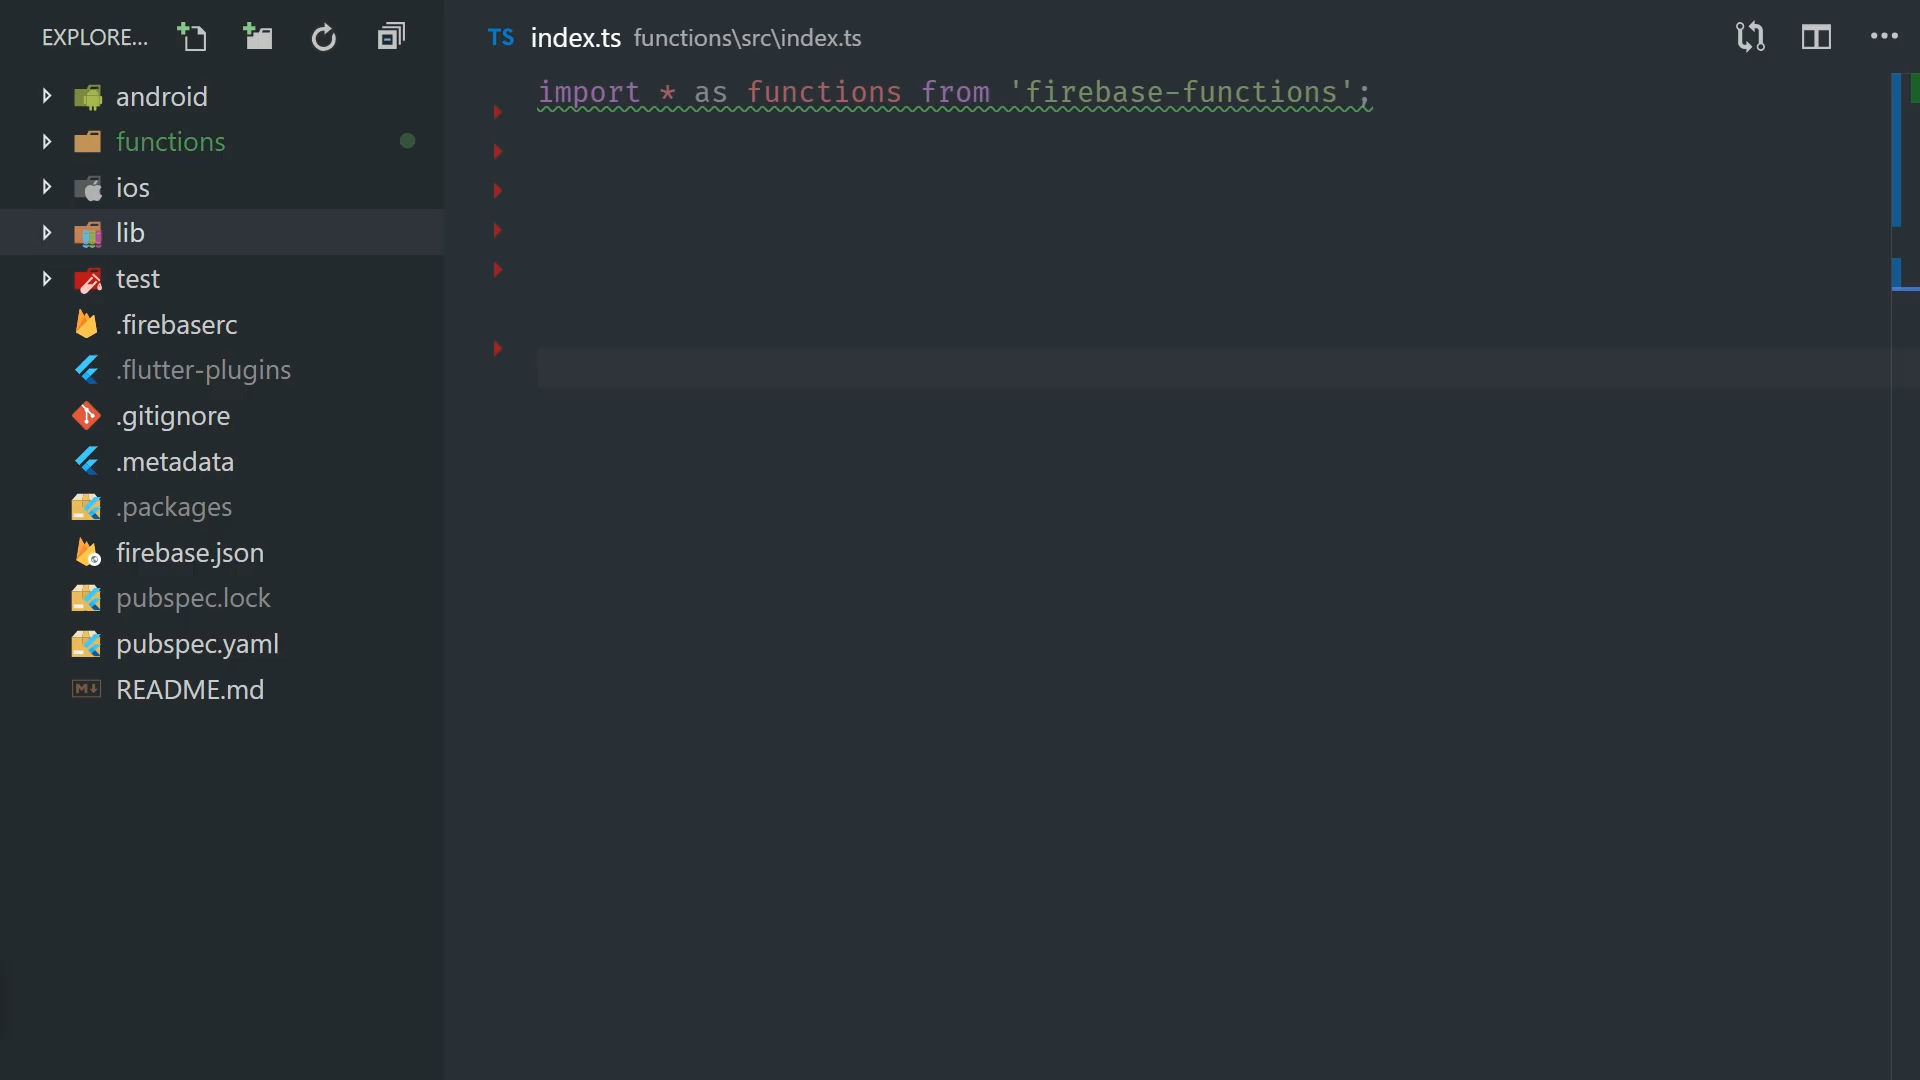 EXPLORE...
TS index.ts functions\src\index.ts
import * as functions from 'firebase-functions';
android
functions
ios
lib
test
.firebaserc
.flutter-plugins
.gitignore
.metadata
.packages
firebase.json
pubspec.lock
pubspec.yaml
M README.md